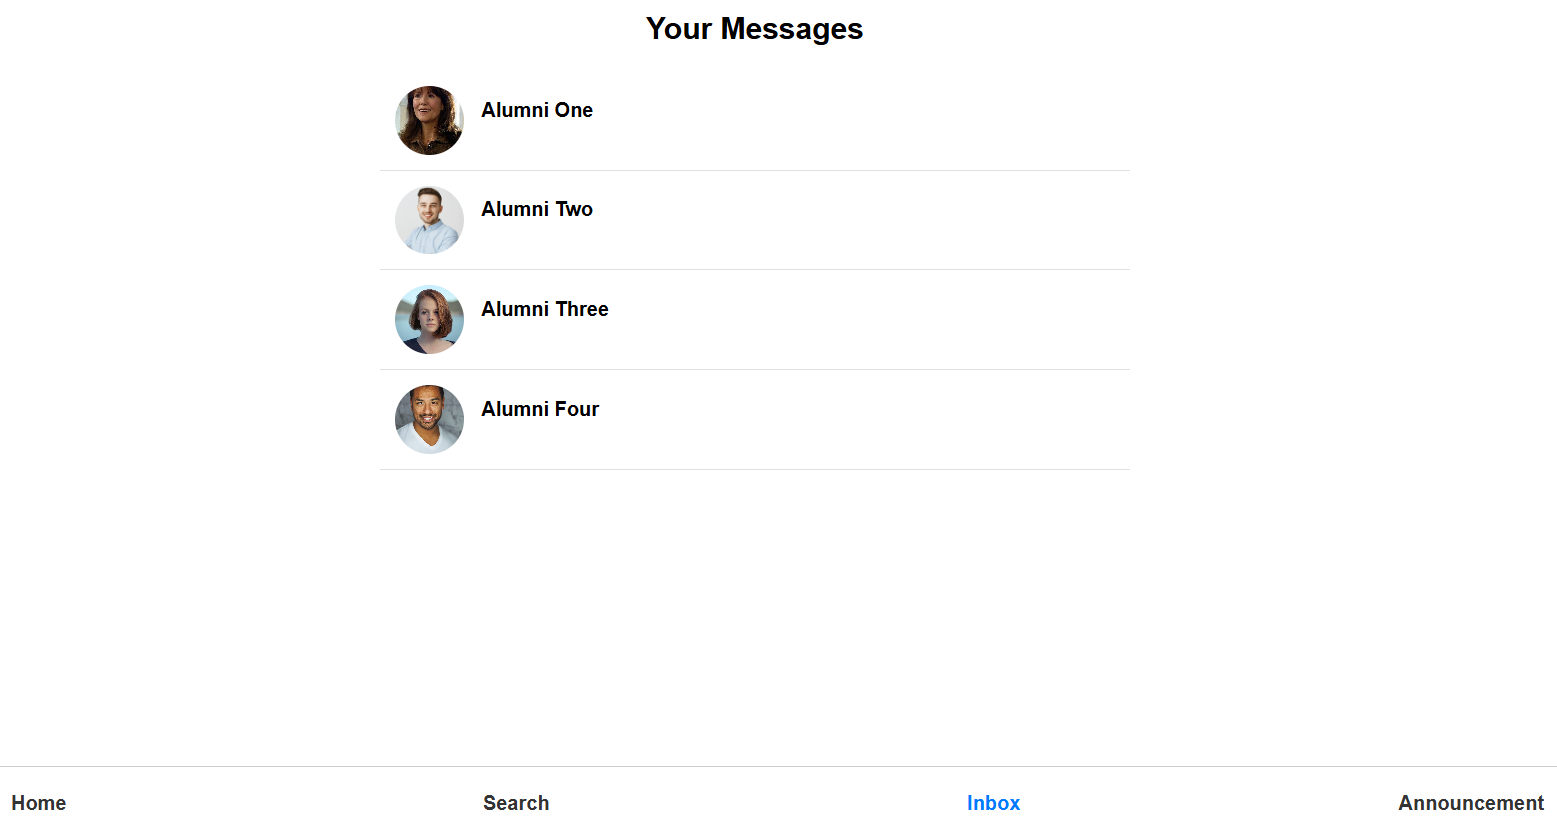 Your Messages
Alumni One
Alumni Two
Alumni Three
Alumni Four
Home Search Inbox Announcement